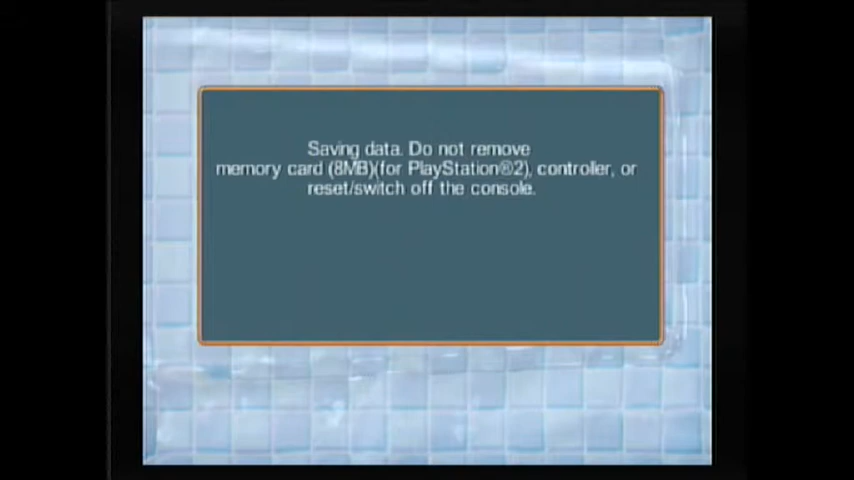 Saving data. Do not remove
memory card (8MB)(for PlayStation®2), controller, or
reset/switch off the console.